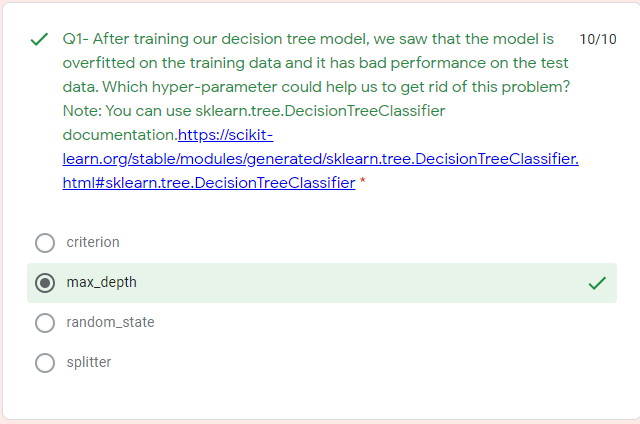 Q1- After training our decision tree model, we saw that the model is 10/10
overfitted on the training data and it has bad performance on the test
data. Which hyper-parameter could help us to get rid of this problem?
Note: You can use sklearn.tree.DecisionTreeClassifier
documentation.https://scikit-
learn.org/stable/modules/generated/sklearn.tree.DecisionTreeClassifier.
html#sklearn.tree.DecisionTreeClassifier *
criterion
max_depth
random_state
splitter